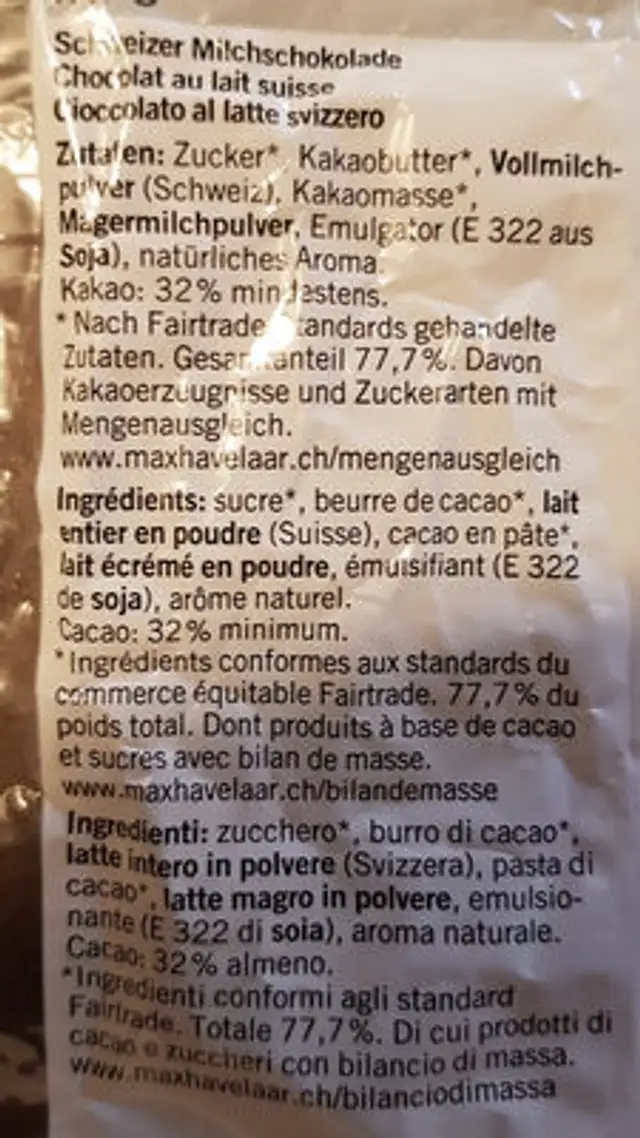 Schweizer Milchschokolade
Chocolat au lait suisse
Cioccolato al latte svizzero
Zutaten: Zucker*, Kakaobutter*, Vollmilch-
pulver (Schweiz), Kakaomasse*,
Magermilchpulver, Emulgator (E 322 aus
Soja), natürliches Aroma.
Kakao: 32% mindestens.
*Nach Fairtrade-Standards gehandelte
Zutaten. Gesamtanteil 77,7%. Davon
Kakaoerzeugnisse und Zuckerarten mit
Mengenausgleich.
www.maxhavelaar.ch/mengenausgleich
Ingrédients: sucre*, beurre de cacao*, lait
entier en poudre (Suisse), cacao en pâte*,
lait écrémé en poudre, émulsifiant (E 322
de soja), arôme naturel.
Cacao: 32% minimum.
*Ingrédients conformes aux standards du
commerce équitable Fairtrade. 77,7% du
poids total. Dont produits à base de cacao
et sucres avec bilan de masse.
www.maxhavelaar.ch/bilandemasse
Ingredienti: zucchero*, burro di cacao*,
latte intero in polvere (Svizzera), pasta di
cacao*, latte magro in polvere, emulsio-
nante (E 322 di soia), aroma naturale.
Cacao: 32% almeno.
*Ingredienti conformi agli standard
Fairtrade. Totale 77,7%. Di cui prodotti di
cacao e zuccheri con bilancio di massa.
www.maxhavelaar.ch/bilanciodimassa